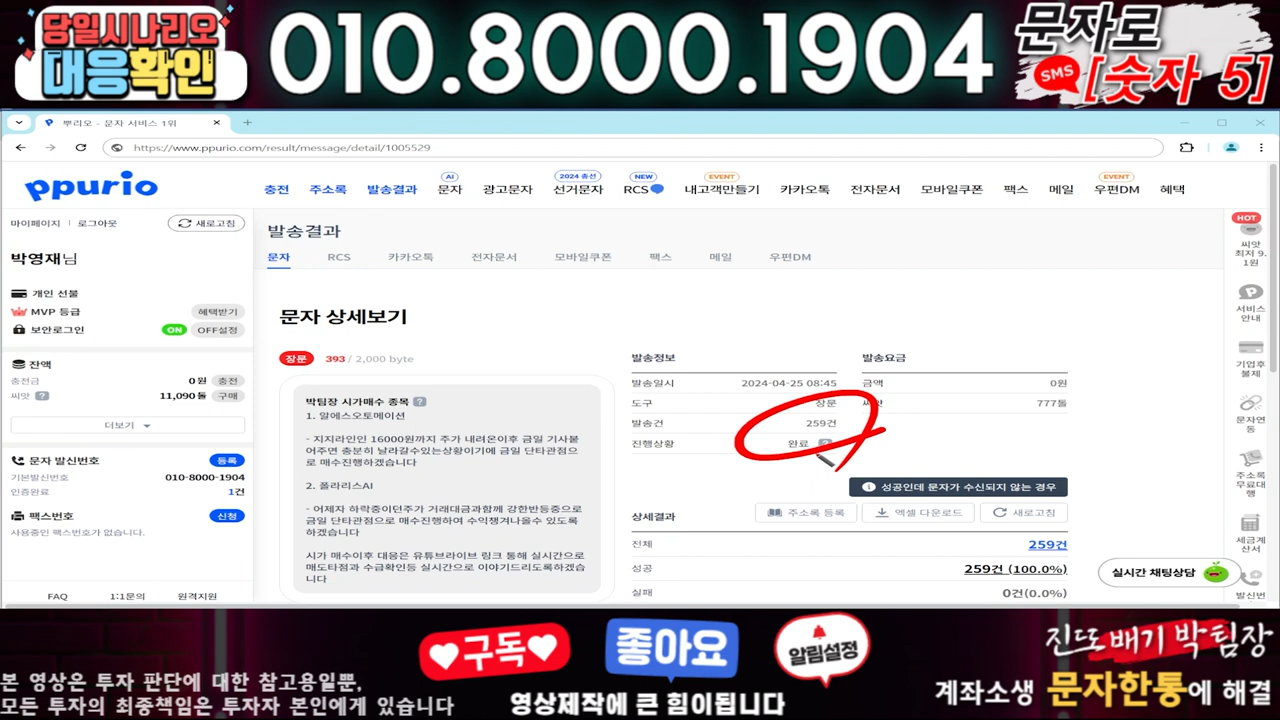 당일시나리오
대응확인
010.8000.1904
문자로
SMS
[숫자 5]
뿌리오 - 문자 서비스 1위
https://www.ppurio.com/result/message/detail/1005529
ppurio
AI
2024 총선
NEW
EVENT
EVENT
충전 주소록 발송결과 문자 광고문자 선거문자 RCS 내고객만들기 카카오톡 전자문서 모바일쿠폰 팩스 메일 우편DM 혜택
마이페이지 로그아웃 새로고침
박영재님
개인 선불
MVP 등급 혜택받기
보안로그인 ON OFF설정
잔액
충전금 0원 충전
씨앗 ? 11,090톨 구매
더보기
문자 발신번호 등록
기본발신번호 010-8000-1904
인증완료 1건
팩스번호 신청
사용중인 팩스번호가 없습니다.
FAQ 1:1문의 원격지원
발송결과
문자 RCS 카카오톡 전자문서 모바일쿠폰 팩스 메일 우편DM
문자 상세보기
장문 393 / 2,000 byte
박팀장 시가매수 종목 ?
1. 알에스오토메이션
- 지지라인인 16000원까지 주가 내려온이후 금일 기사붙
어주면 충분히 날라갈수있는상황이기에 금일 단타관점으
로 매수진행하겠습니다
2. 폴라리스AI
- 어제자 하락중이던주가 거래대금과함께 강한반등중으로
금일 단타관점으로 매수진행하여 수익챙겨나올수 있도록
하겠습니다
시가 매수이후 대응은 유튜브라이브 링크 통해 실시간으로
매도타점과 수급확인등 실시간으로 이야기드리도록하겠습
니다
발송정보
발송일시 2024-04-25 08:45
도구 장문
발송건 259건
진행상황 완료 ?
발송요금
금액 0원
씨앗 777톨
성공인데 문자가 수신되지 않는 경우
상세결과 주소록 등록 엑셀 다운로드 새로고침
전체 259건
성공 259건 (100.0%)
실패 0건(0.0%)
HOT
씨앗
최저 9.
1원
서비스
안내
기업후
불제
문자연
동
주소록
무료대
행
세금계
산서
발신번
실시간 채팅상담
본 영상은 투자 판단에 대한 참고용일뿐,
모든 투자의 최종책임은 투자자 본인에게 있습니다
구독
좋아요
알림설정
영상제작에 큰 힘이됩니다
진또배기 박팀장
계좌소생 문자한통에 해결